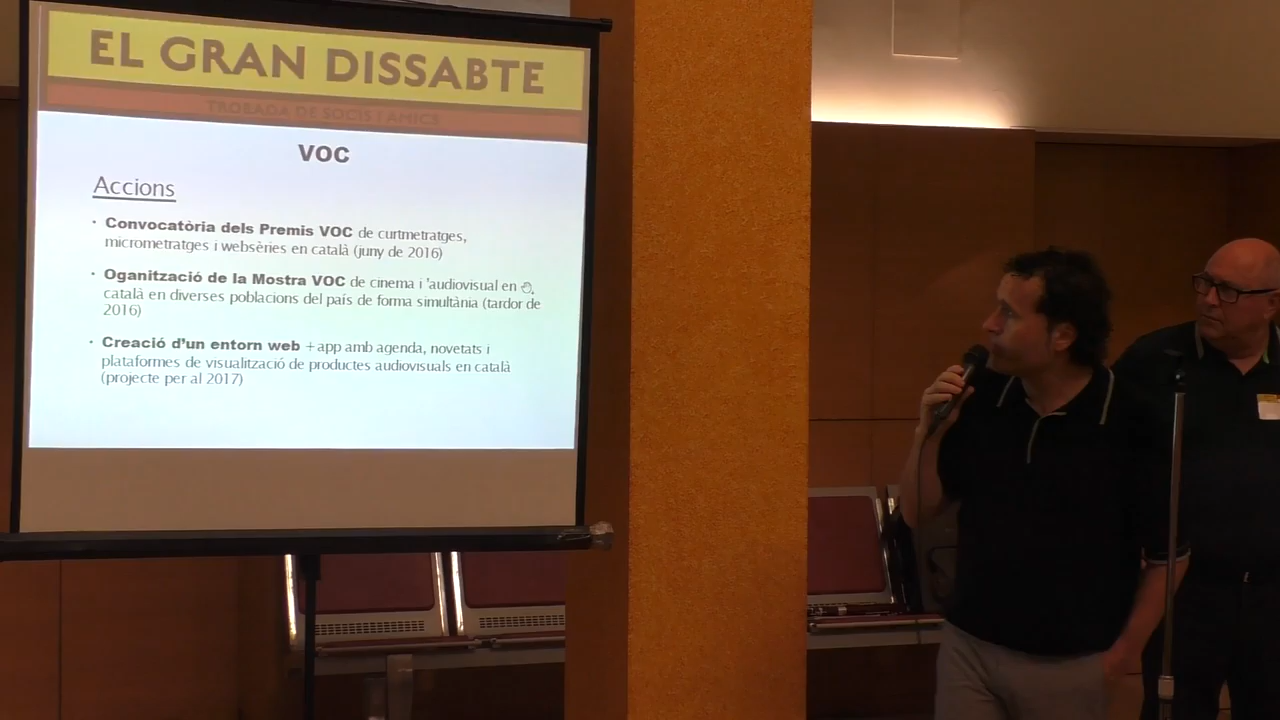 EL GRAN DISSABTE
TROBADA DE SOCIS I AMICS
VOC
Accions
· Convocatòria dels Premis VOC de curtmetratges,
micrometratges i websèries en català (juny de 2016)
· Oganització de la Mostra VOC de cinema i 'audiovisual en
català en diverses poblacions del país de forma simultània (tardor de
2016)
· Creació d'un entorn web +app amb agenda, novetats i
plataformes de visualització de productes audiovisuals en català
(projecte per al 2017)